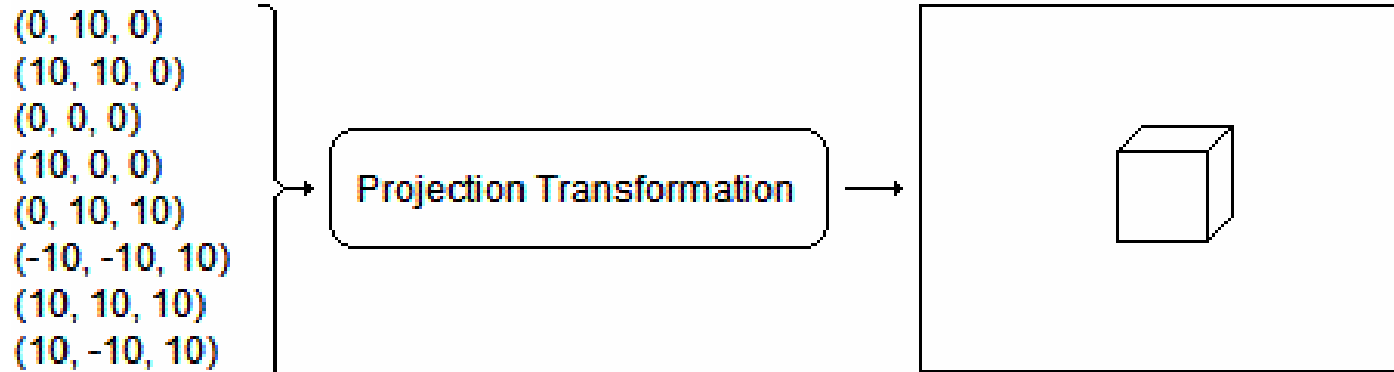 (0, 10, 0)
(10, 10, 0)
(0, 0, 0)
(10, 0, 0)
(0, 10, 10)
(-10, -10, 10)
(10, 10, 10)
(10, -10, 10)
Projection Transformation